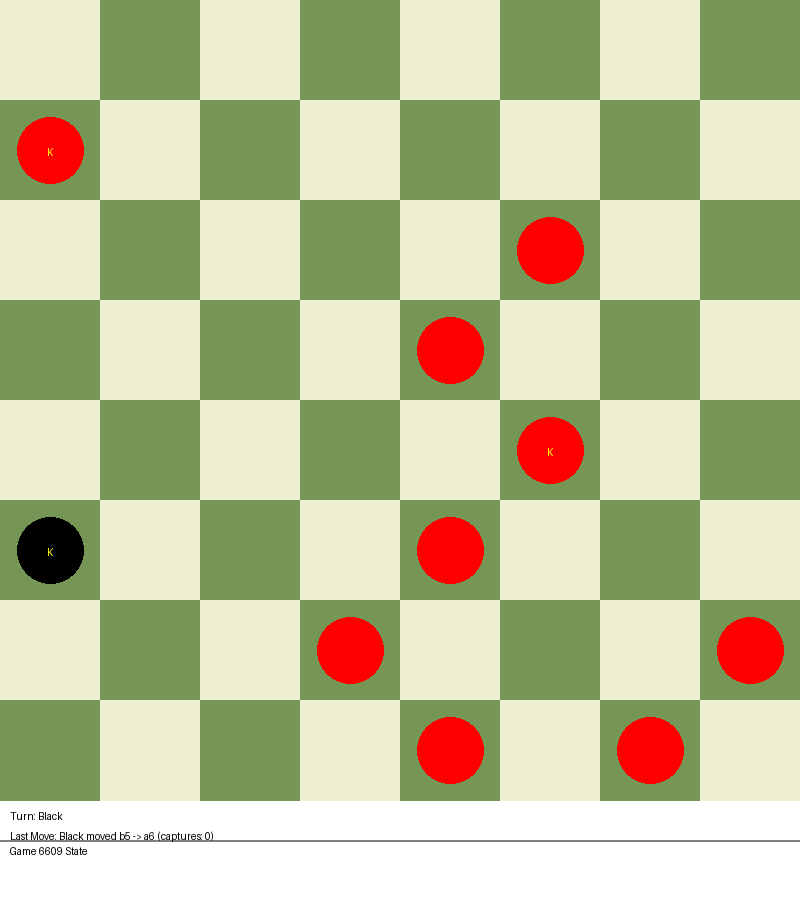 K
K
K
Turn: Black
Last Move: Black moved b5 -> a6 (captures: 0)
Game 6609 State